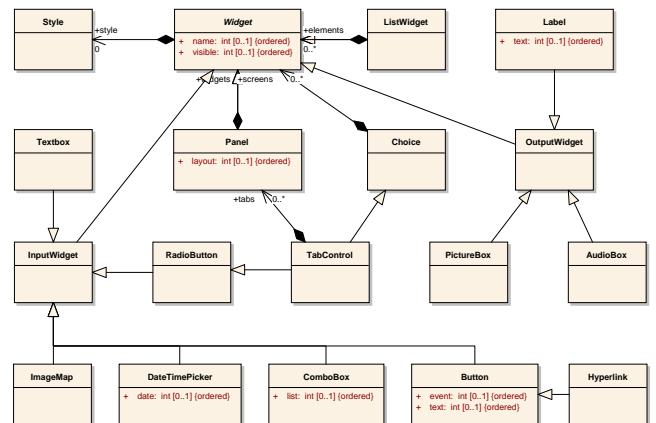 Style
Widget
+ name: int [0..1] {ordered}
+ visible: int [0..1] {ordered}
ListWidget
Label
+ text: int [0..1] {ordered}
+style
0
+elements
0..*
+screens
0..*
Textbox
Panel
+ layout: int [0..1] {ordered}
Choice
OutputWidget
+tabs
0..*
InputWidget
RadioButton
TabControl
PictureBox
AudioBox
ImageMap
DateTimePicker
+ date: int [0..1] {ordered}
ComboBox
+ list: int [0..1] {ordered}
Button
+ event: int [0..1] {ordered}
+ text: int [0..1] {ordered}
Hyperlink